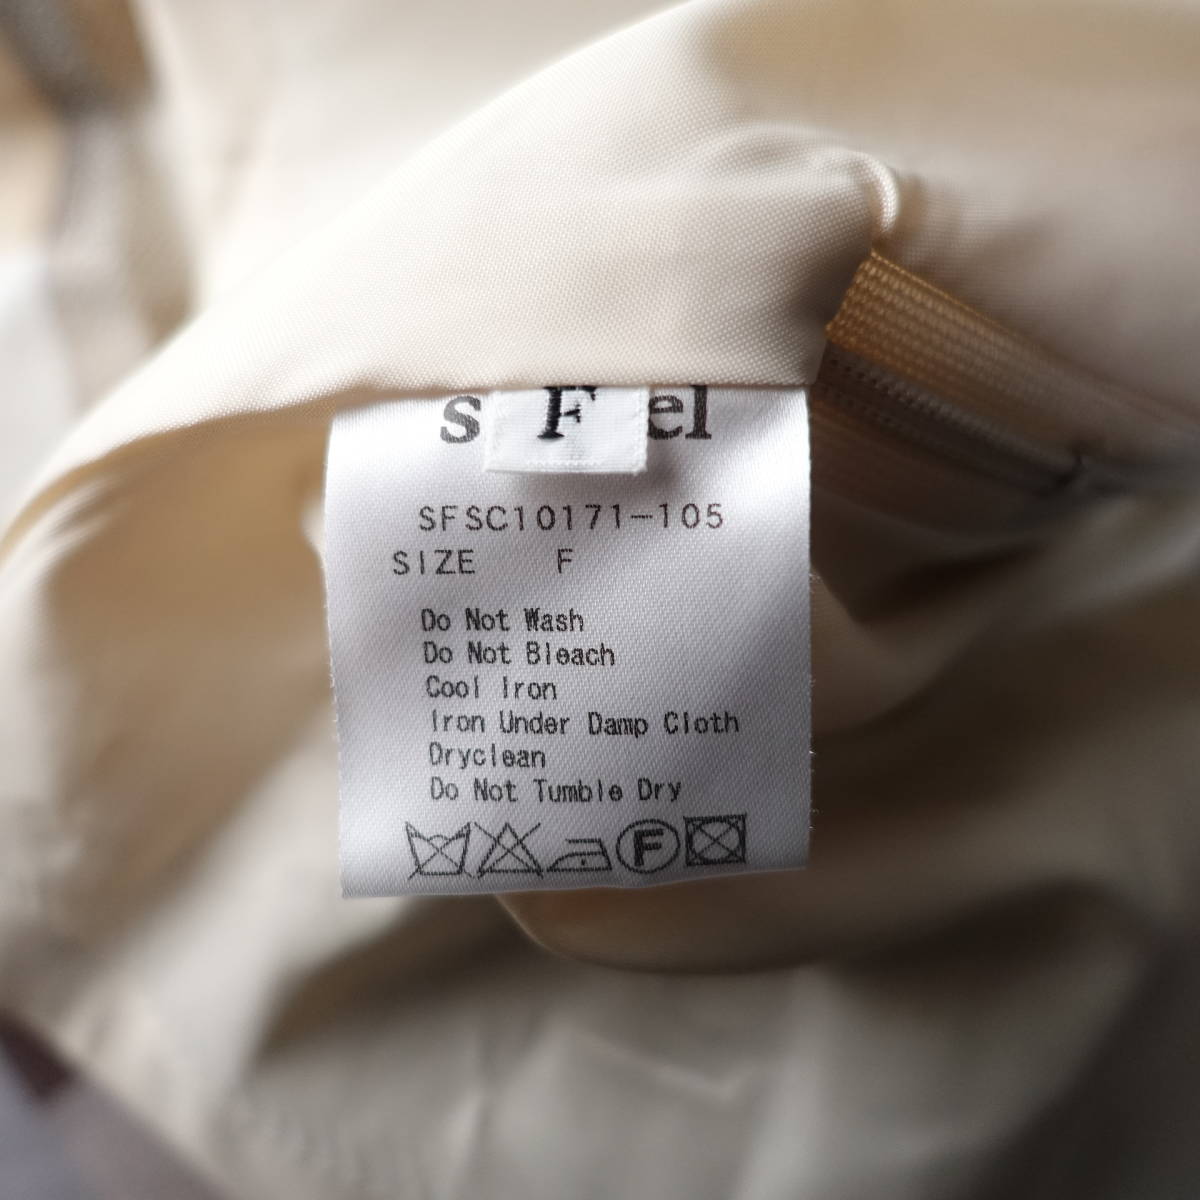 F
SFSC10171-105
SIZE F
Do Not Wash
Do Not Bleach
Cool Iron
Iron Under Damp Cloth
Dryclean
Do Not Tumble Dry
F